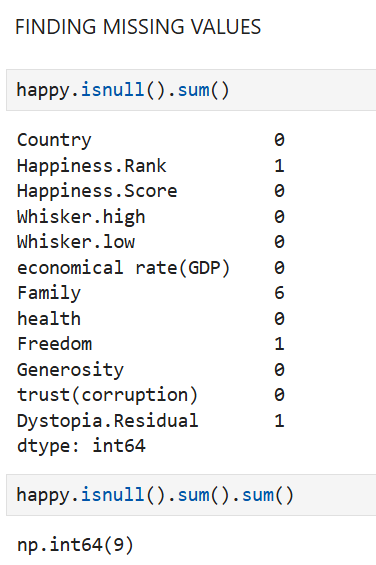 FINDING MISSING VALUES
happy.isnull().sum()
Country 0
Happiness.Rank 1
Happiness.Score 0
Whisker.high 0
Whisker.low 0
economical rate(GDP) 0
Family 6
health 0
Freedom 1
Generosity 0
trust(corruption) 0
Dystopia.Residual 1
dtype: int64
happy.isnull().sum().sum()
np.int64(9)